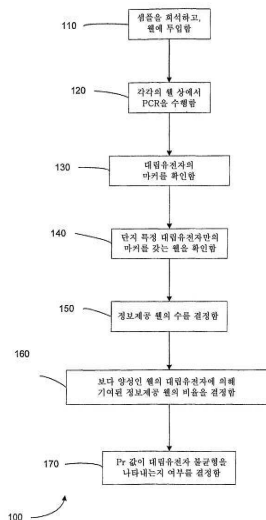 110
샘플을 희석하고,
웰에 투입함
120
각각의 웰 상에서
PCR을 수행함
130
대립유전자의
마커를 확인함
140
단지 특정 대립유전자만의
마커를 갖는 웰을 확인함
150
정보제공 웰의 수를 결정함
160
보다 양성인 웰의 대립유전자에 의해
기여된 정보제공 웰의 비율을 결정함
170
Pr 값이 대립유전자 불균형을
나타내는지 여부를 결정함
100